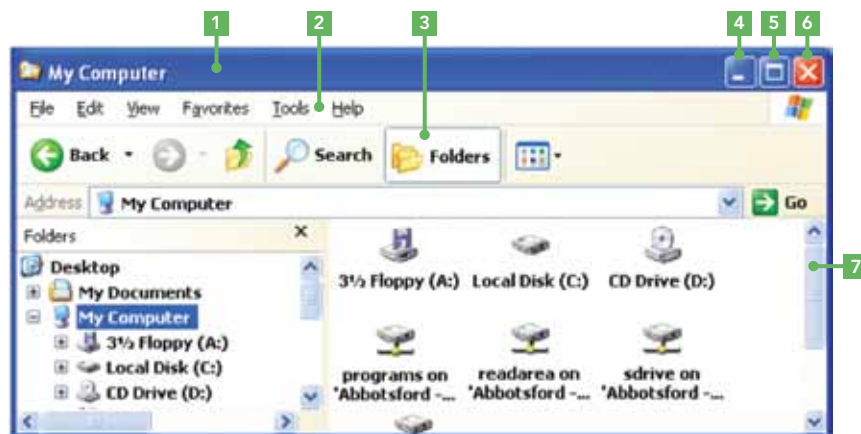 1 2 3 4 5 6
My Computer
File Edit View Favorites Tools Help
Back Search Folders
Address My Computer Go
Folders x
Desktop
My Documents
My Computer
3½ Floppy (A:)
Local Disk (C:)
CD Drive (D:)
3½ Floppy (A:) Local Disk (C:) CD Drive (D:)
7
programs on readarea on sdrive on
'Abbotsford -... 'Abbotsford -... 'Abbotsford -...